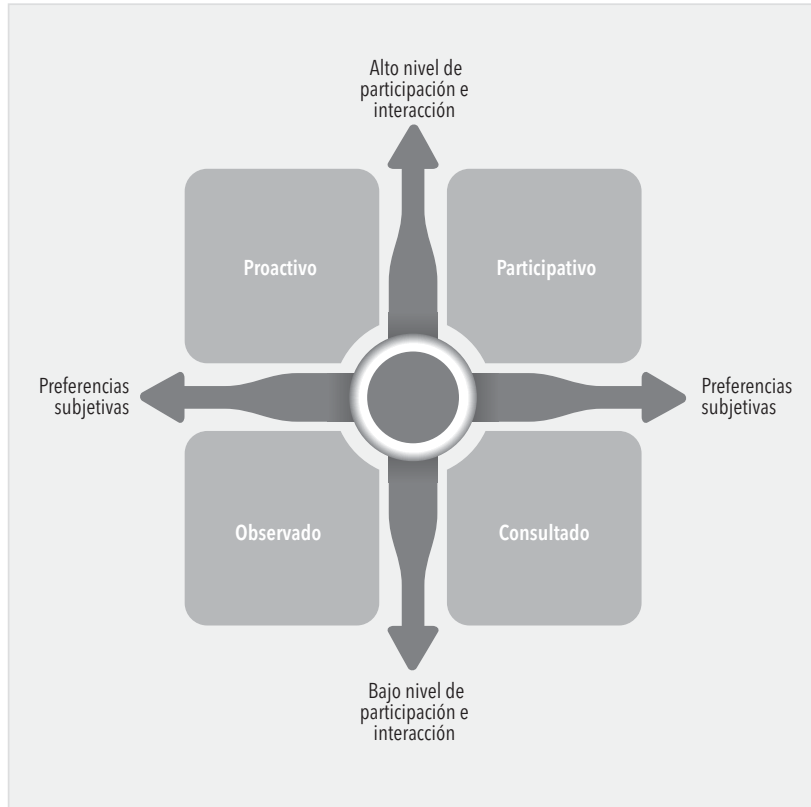 Alto nivel de
participación e
interacción
Proactivo
Participativo
Preferencias
subjetivas
Preferencias
subjetivas
Observado
Consultado
Bajo nivel de
participación e
interacción